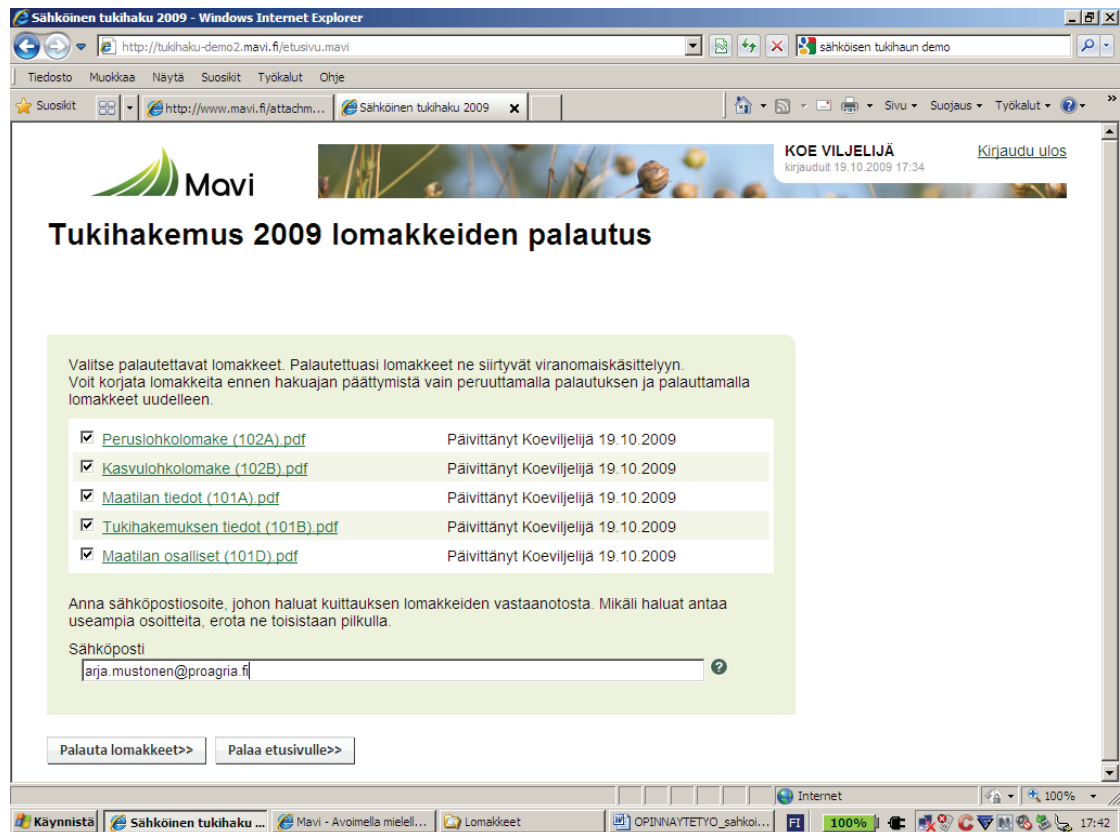 Sähköinen tukihaku 2009 - Windows Internet Explorer
http://tukihaku-demo2.mavi.fi/etusivu.mavi
sähköisen tukihaun demo
Tiedosto Muokkaa Näytä Suosikit Työkalut Ohje
Suosikit http://www.mavi.fi/attachm... Sähköinen tukihaku 2009 Sivu Suojaus Työkalut »
Mavi
KOE VILJELIJÄ Kirjaudu ulos
kirjauduit 19.10.2009 17:34
Tukihakemus 2009 lomakkeiden palautus
Valitse palautettavat lomakkeet. Palautettuasi lomakkeet ne siirtyvät viranomaiskäsittelyyn.
Voit korjata lomakkeita ennen hakuajan päättymistä vain peruuttamalla palautuksen ja palauttamalla
lomakkeet uudelleen.
Peruslohkolomake (102A).pdf Päivittänyt Koeviljelijä 19.10.2009
Kasvulohkolomake (102B).pdf Päivittänyt Koeviljelijä 19.10.2009
Maatilan tiedot (101A).pdf Päivittänyt Koeviljelijä 19.10.2009
Tukihakemuksen tiedot (101B).pdf Päivittänyt Koeviljelijä 19.10.2009
Maatilan osalliset (101D).pdf Päivittänyt Koeviljelijä 19.10.2009
Anna sähköpostiosoite, johon haluat kuittauksen lomakkeiden vastaanotosta. Mikäli haluat antaa
useampia osoitteita, erota ne toisistaan pilkulla.
Sähköposti
arja.mustonen@proagria.fi
Palauta lomakkeet>> Palaa etusivulle>>
Internet 100%
Käynnistä Sähköinen tukihaku ... Mavi - Avoimella mielell... Lomakkeet OPINNAYTETYO_sahkoi... FI 100% 17:42